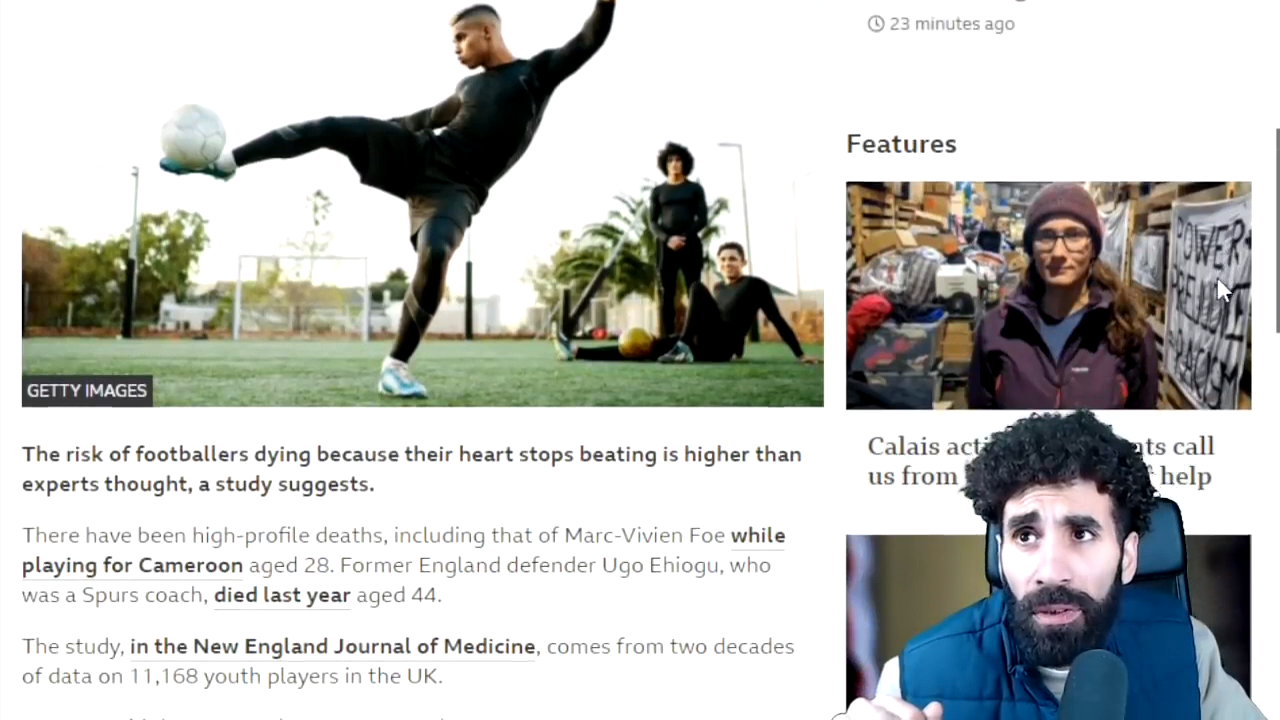 23 minutes ago
Features
POWER
GETTY IMAGES
The risk of footballers dying because their heart stops beating is higher than
experts thought, a study suggests.
There have been high-profile deaths, including that of Marc-Vivien Foe while
playing for Cameroon aged 28. Former England defender Ugo Ehiogu, who
was a Spurs coach, died last year aged 44.
The study, in the New England Journal of Medicine, comes from two decades
of data on 11,168 youth players in the UK.
Calais acti nts call
us from help